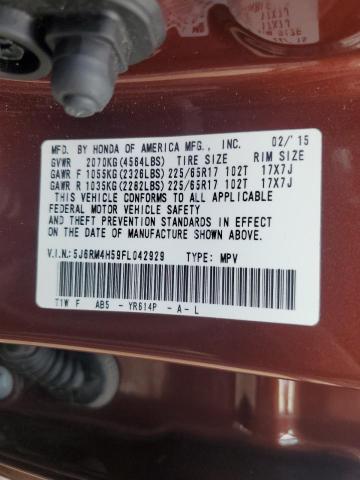 MFD. BY HONDA OF AMERICA MFG., INC. 02/'15
GVWR 2070KG(4564LBS) TIRE SIZE RIM SIZE
GAWR F 1055KG(2326LBS) 225/65R17 102T 17X7J
GAWR R 1035KG(2282LBS) 225/65R17 102T 17X7J
THIS VEHICLE CONFORMS TO ALL APPLICABLE
FEDERAL MOTOR VEHICLE SAFETY
AND THEFT PREVENTION STANDARDS IN EFFECT
ON THE DATE OF MANUFACTURE SHOWN ABOVE.
V.I.N.: 5J6RM4H59FL042929 TYPE: MPV
T1W F AB5 - YR614P - A - L